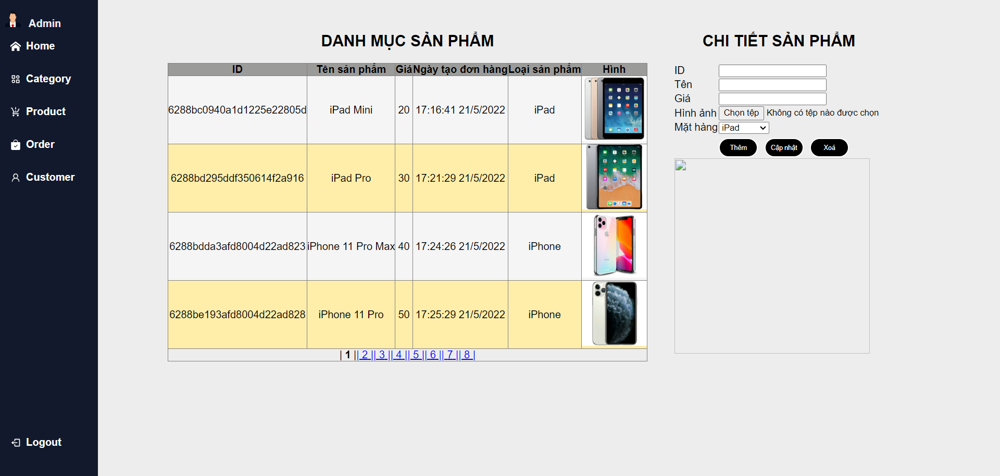 Admin
Home
Category
Product
Order
Customer
Logout
DANH MỤC SẢN PHẨM
ID Tên sản phẩm Giá Ngày tạo đơn hàng Loại sản phẩm Hình
6288bc0940a1d1225e22805d iPad Mini 20 17:16:41 21/5/2022 iPad
6288bd295ddf350614f2a916 iPad Pro 30 17:21:29 21/5/2022 iPad
6288bdda3afd8004d22ad823 iPhone 11 Pro Max 40 17:24:26 21/5/2022 iPhone
6288be193afd8004d22ad828 iPhone 11 Pro 50 17:25:29 21/5/2022 iPhone
| 1 || 2 || 3 || 4 || 5 || 6 || 7 || 8 |
CHI TIẾT SẢN PHẨM
ID
Tên
Giá
Hình ảnh Chọn tệp Không có tệp nào được chọn
Mặt hàng iPad
Thêm Cập nhật Xoá